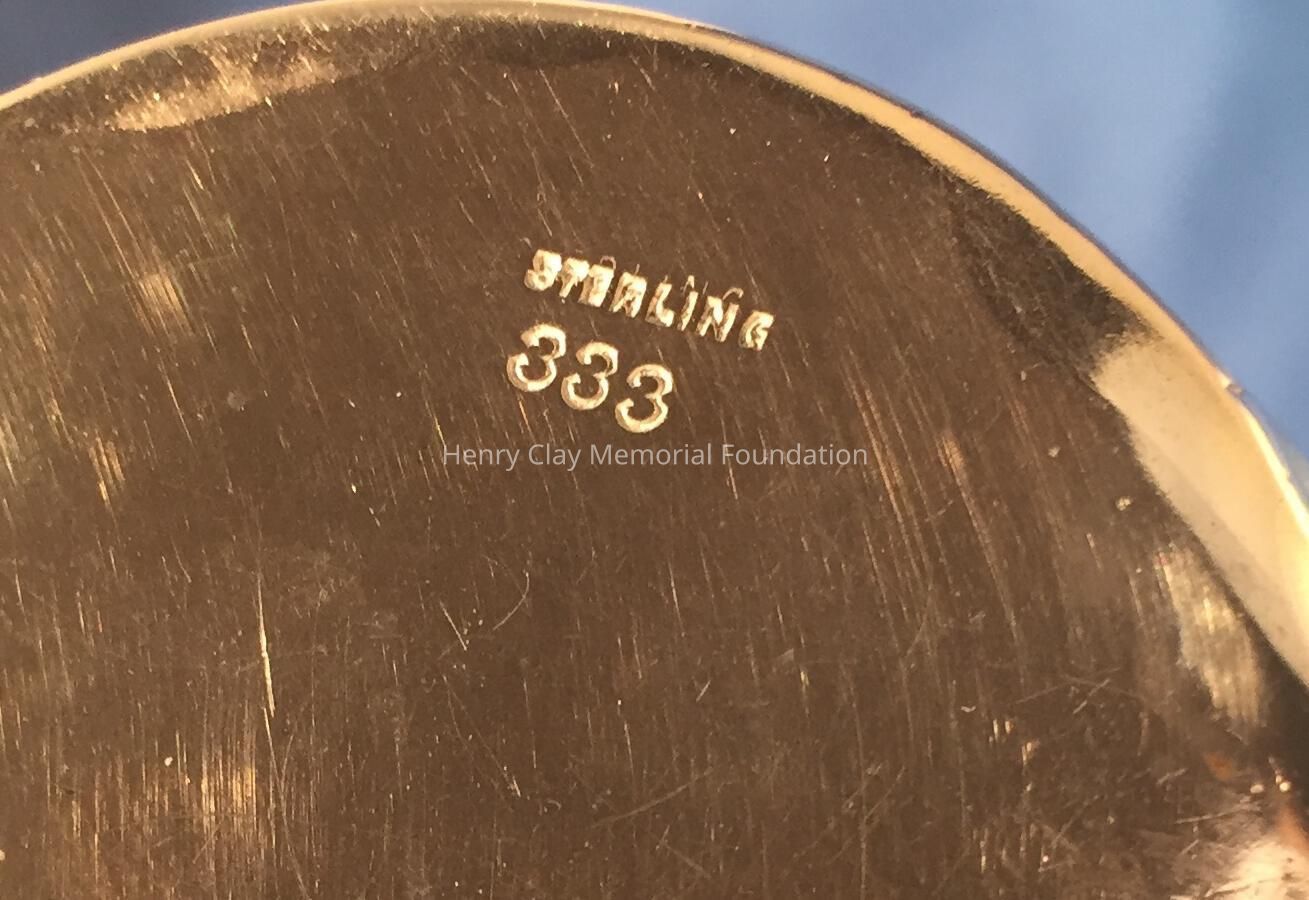 STERLING
333
Henry Clay Memorial Foundation